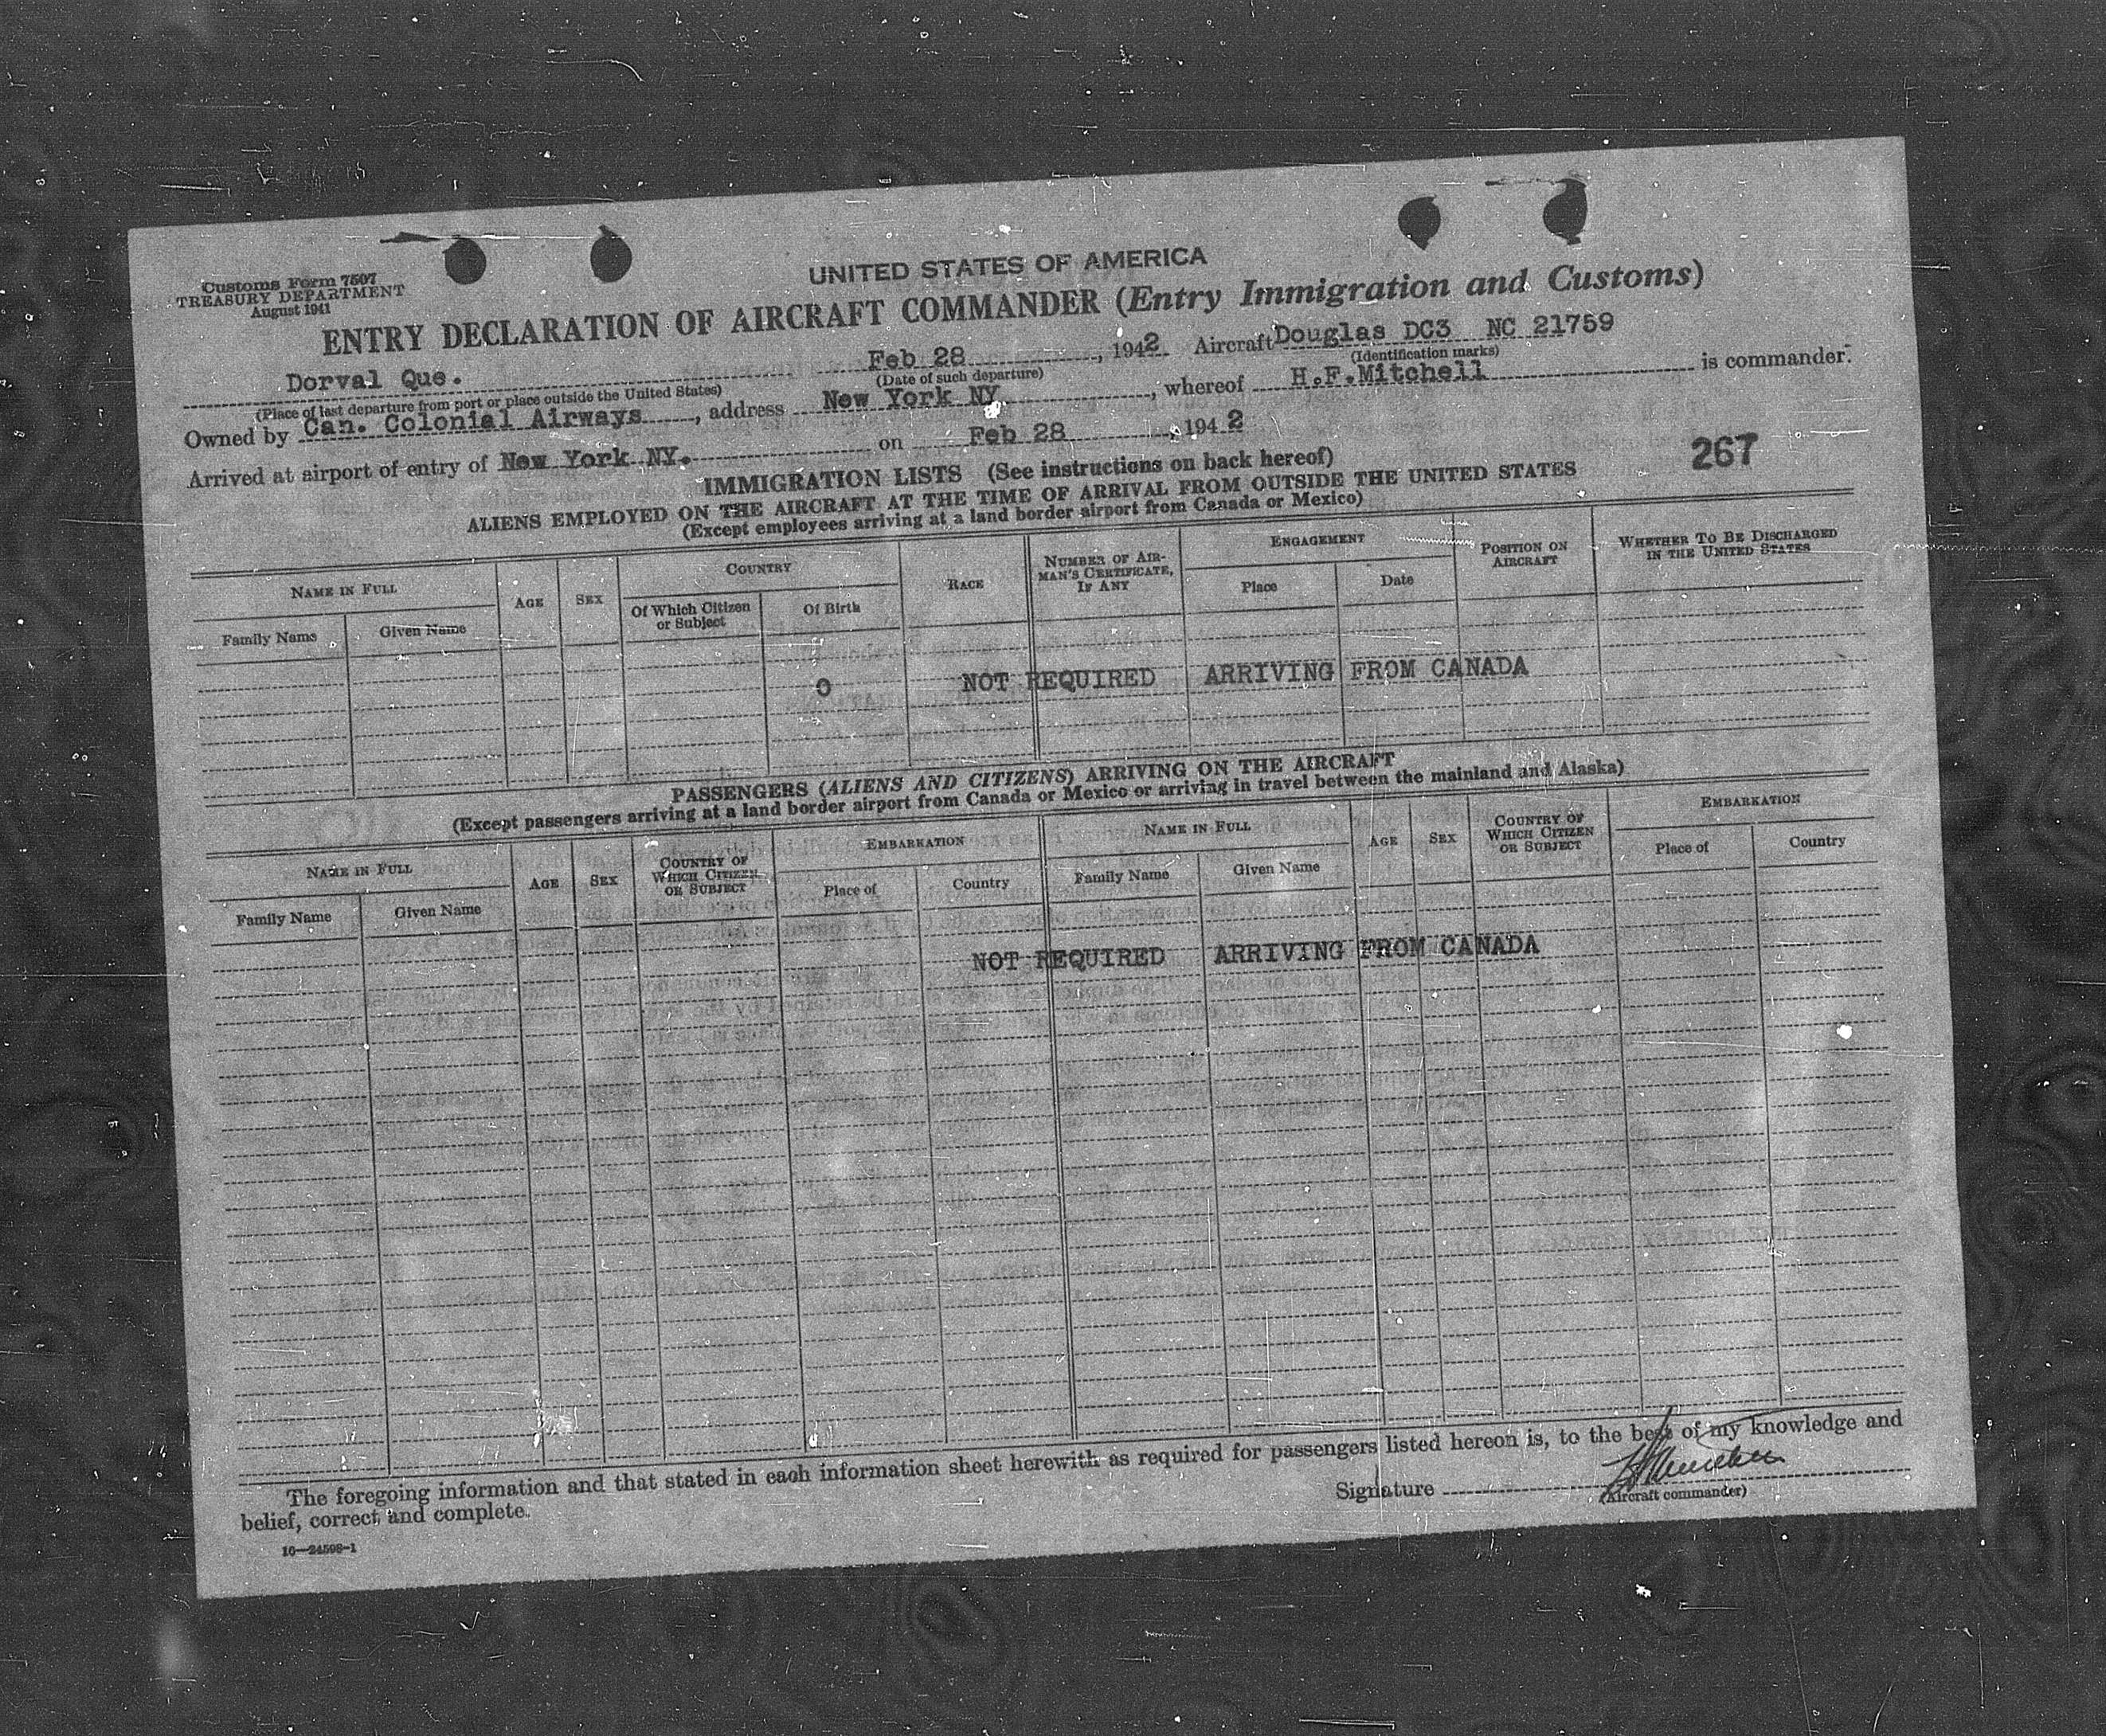 Customs Form 7507
TREASURY DEPARTMENT
August 1941
UNITED STATES OF AMERICA
ENTRY DECLARATION OF AIRCRAFT COMMANDER (Entry Immigration and Customs)
Dorval Que. Feb 28, 1942 Aircraft Douglas DC3 NC 21759
(Place of last departure from port or place outside the United States) (Date of such departure) (Identification marks)
Owned by Can. Colonial Airways, address New York NY, whereof H.F.Mitchell is commander.
Arrived at airport of entry of New York NY. on Feb 28, 1942
267
IMMIGRATION LISTS (See instructions on back hereof)
ALIENS EMPLOYED ON THE AIRCRAFT AT THE TIME OF ARRIVAL FROM OUTSIDE THE UNITED STATES
(Except employees arriving at a land border airport from Canada or Mexico)
NAME IN FULL AGE SEX COUNTRY RACE NUMBER OF AIRMAN'S CERTIFICATE, IF ANY ENGAGEMENT POSITION ON AIRCRAFT WHETHER TO BE DISCHARGED IN THE UNITED STATES
Family Name Given Name Of Which Citizen or Subject Of Birth Place Date
O NOT REQUIRED ARRIVING FROM CANADA
PASSENGERS (ALIENS AND CITIZENS) ARRIVING ON THE AIRCRAFT
(Except passengers arriving at a land border airport from Canada or Mexico or arriving in travel between the mainland and Alaska)
NAME IN FULL AGE SEX COUNTRY OF WHICH CITIZEN OR SUBJECT EMBARKATION NAME IN FULL AGE SEX COUNTRY OF WHICH CITIZEN OR SUBJECT EMBARKATION
Family Name Given Name Place of Country Family Name Given Name Place of Country
NOT REQUIRED ARRIVING FROM CANADA
The foregoing information and that stated in each information sheet herewith as required for passengers listed hereon is, to the best of my knowledge and
belief, correct and complete.
Signature
(Aircraft commander)
16—24598-1